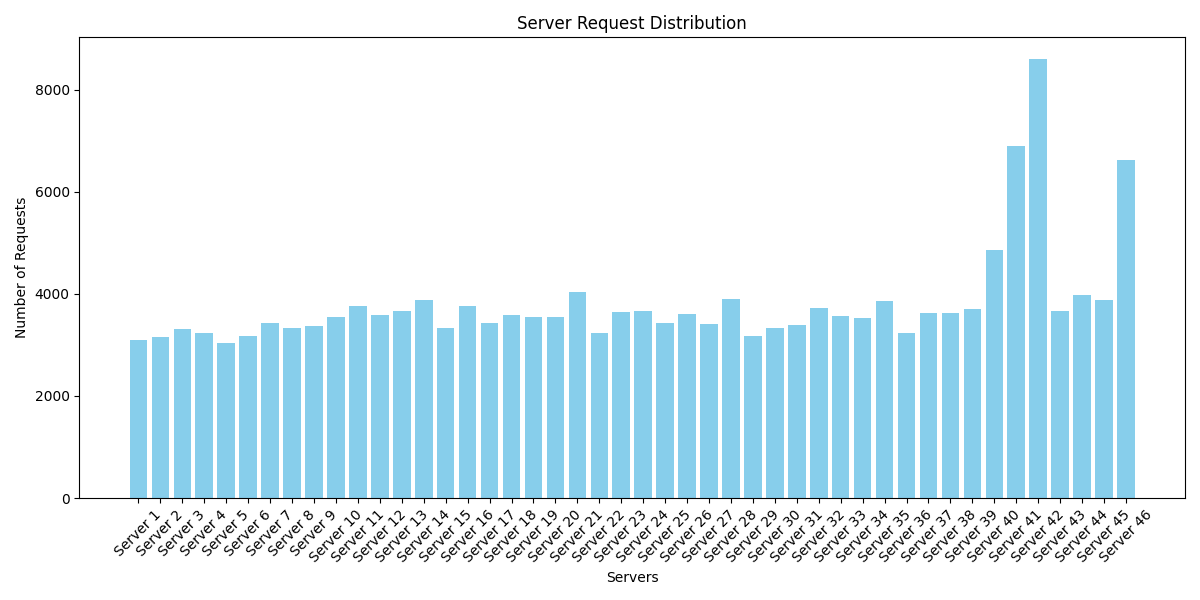 Server Request Distribution
Number of Requests
8000
6000
4000
2000
0
Server 1
Server 2
Server 3
Server 4
Server 5
Server 6
Server 7
Server 8
Server 9
Server 10
Server 11
Server 12
Server 13
Server 14
Server 15
Server 16
Server 17
Server 18
Server 19
Server 20
Server 21
Server 22
Server 23
Server 24
Server 25
Server 26
Server 27
Server 28
Server 29
Server 30
Server 31
Server 32
Server 33
Server 34
Server 35
Server 36
Server 37
Server 38
Server 39
Server 40
Server 41
Server 42
Server 43
Server 44
Server 45
Server 46
Servers